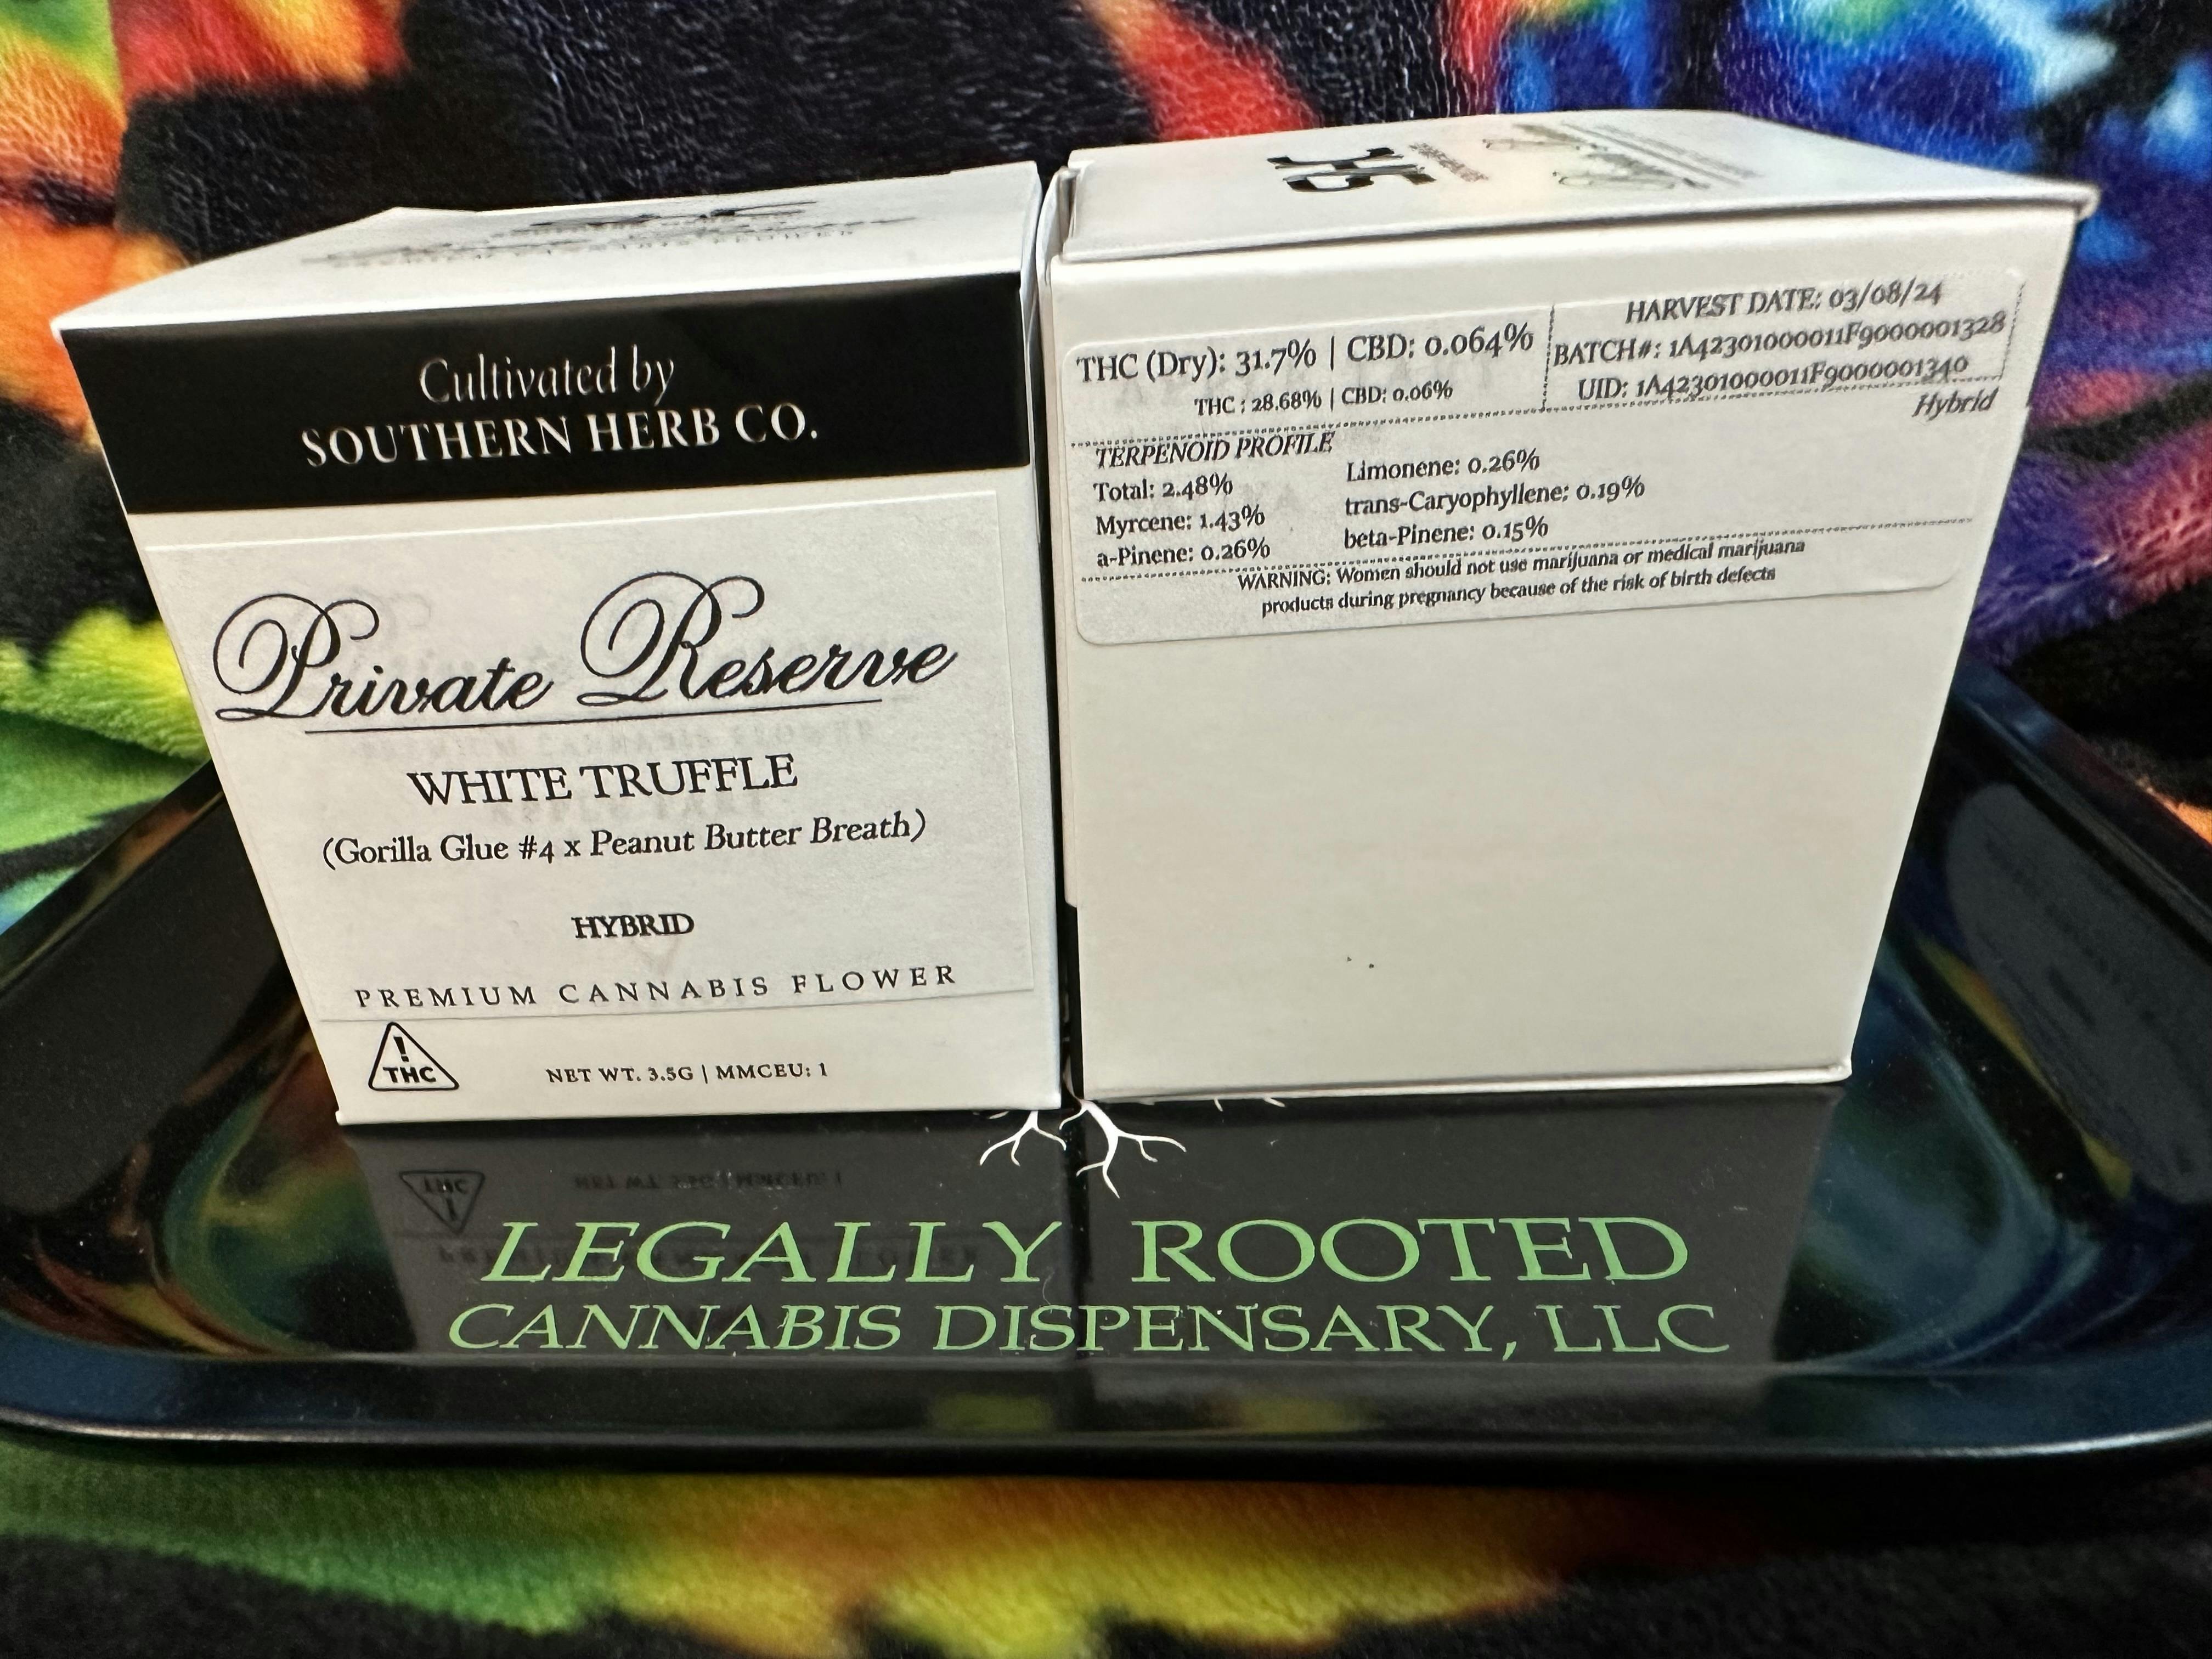 Cultivated by
SOUTHERN HERB CO.
Private Reserve
WHITE TRUFFLE
(Gorilla Glue #4 x Peanut Butter Breath)
HYBRID
PREMIUM CANNABIS FLOWER
! THC
NET WT. 3.5G | MMCEU: 1
THC (Dry): 31.7% | CBD: 0.064%
THC : 28.68% | CBD: 0.06%
HARVEST DATE: 03/08/24
BATCH#: 1A42301000011F9000001328
UID: 1A42301000011F9000001340
Hybrid
TERPENOID PROFILE
Total: 2.48%
Myrcene: 1.43%
a-Pinene: 0.26%
Limonene: 0.26%
trans-Caryophyllene: 0.19%
beta-Pinene: 0.15%
WARNING: Women should not use marijuana or medical marijuana
products during pregnancy because of the risk of birth defects
LEGALLY ROOTED
CANNABIS DISPENSARY, LLC